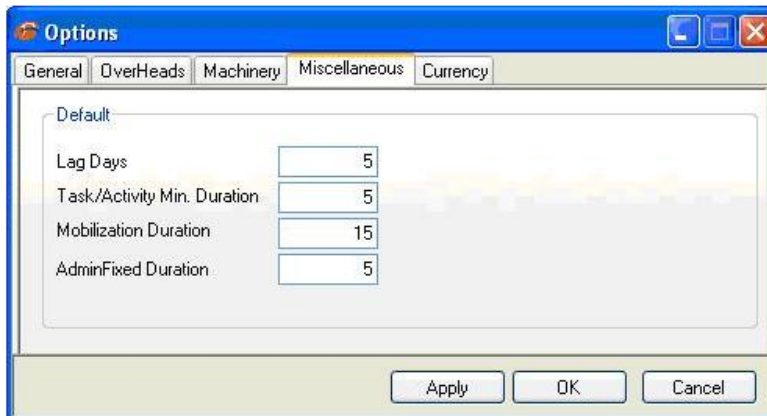 Options
General OverHeads Machinery Miscellaneous Currency
Default
Lag Days 5
Task/Activity Min. Duration 5
Mobilization Duration 15
AdminFixed Duration 5
Apply OK Cancel